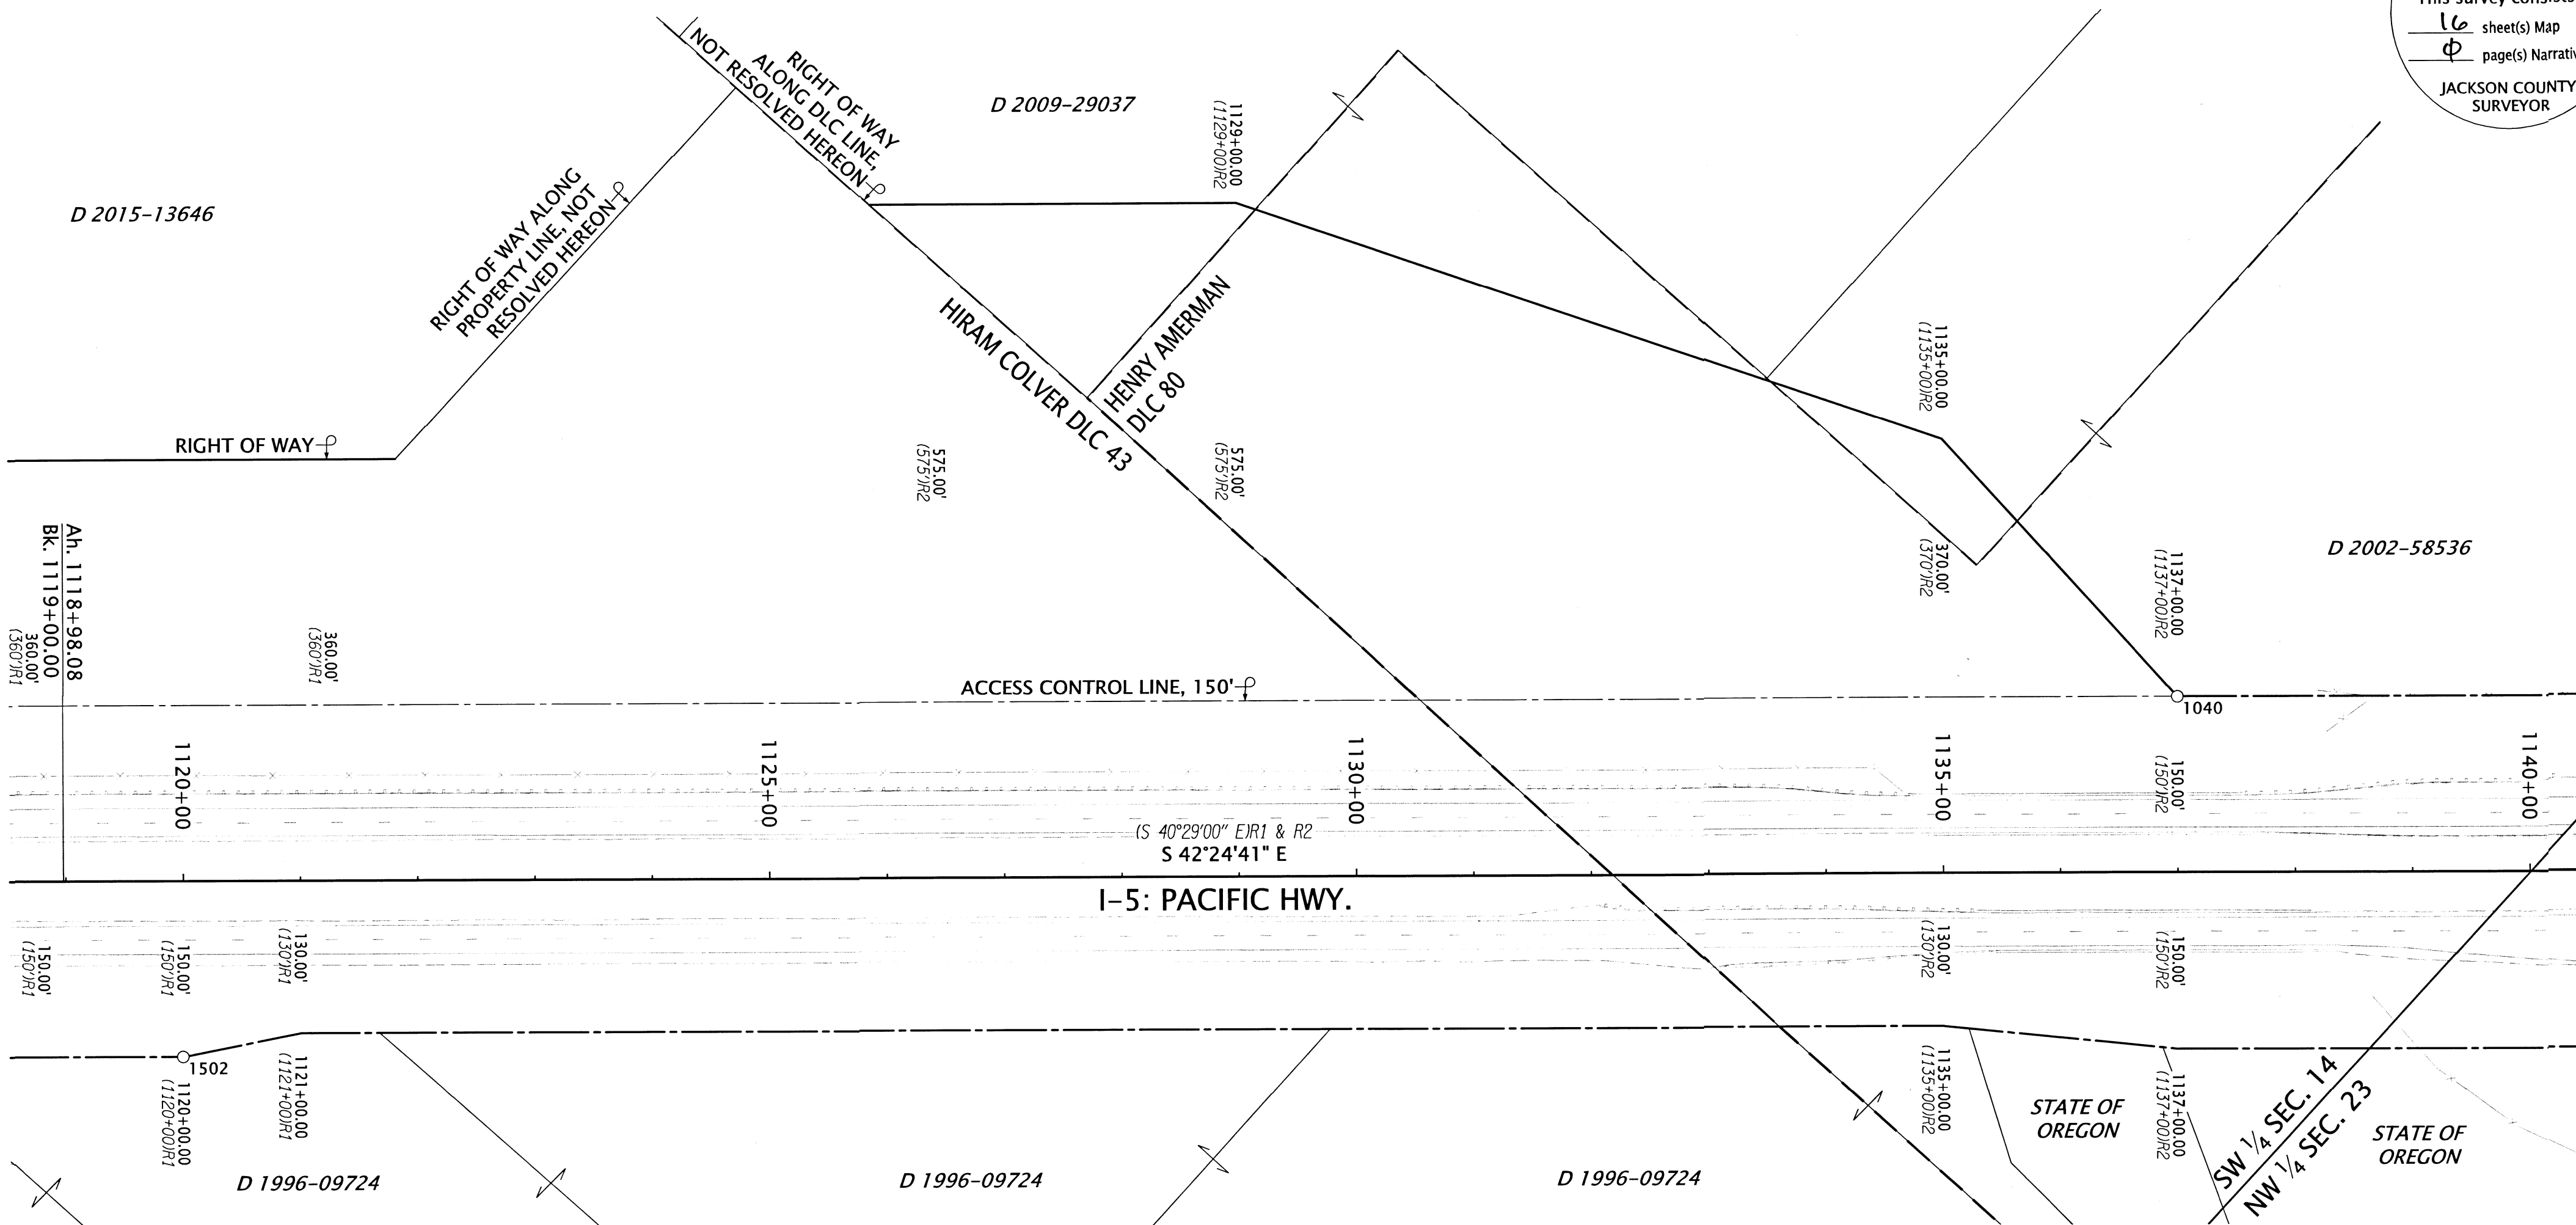 This survey consists
16 sheet(s) Map
φ page(s) Narrativ
JACKSON COUNTY
SURVEYOR
RIGHT OF WAY
ALONG DLC LINE,
NOT RESOLVED HEREON
D 2009-29037
1129+00.00
(1129+00)R2
D 2015-13646
RIGHT OF WAY ALONG
PROPERTY LINE, NOT
RESOLVED HEREON
HIRAM COLVER DLC 43
HENRY AMERMAN
DLC 80
1135+00.00
(1135+00)R2
RIGHT OF WAY
575.00'
(575')R2
575.00'
(575')R2
370.00'
(370')R2
1137+00.00
(1137+00)R2
D 2002-58536
Ah. 1118+98.08
Bk. 1119+00.00
360.00'
(360')R1
360.00'
(360')R1
ACCESS CONTROL LINE, 150'
1040
1120+00
1125+00
1130+00
1135+00
150.00'
(150')R2
1140+00
(S 40°29'00" E)R1 & R2
S 42°24'41" E
I-5: PACIFIC HWY.
150.00'
(150')R1
150.00'
(150')R1
130.00'
(130')R1
130.00'
(130')R2
150.00'
(150')R2
1502
1120+00.00
(1120+00)R1
1121+00.00
(1121+00)R1
1135+00.00
(1135+00)R2
1137+00.00
(1137+00)R2
D 1996-09724
D 1996-09724
D 1996-09724
STATE OF
OREGON
SW 1/4 SEC. 14
NW 1/4 SEC. 23
STATE OF
OREGON